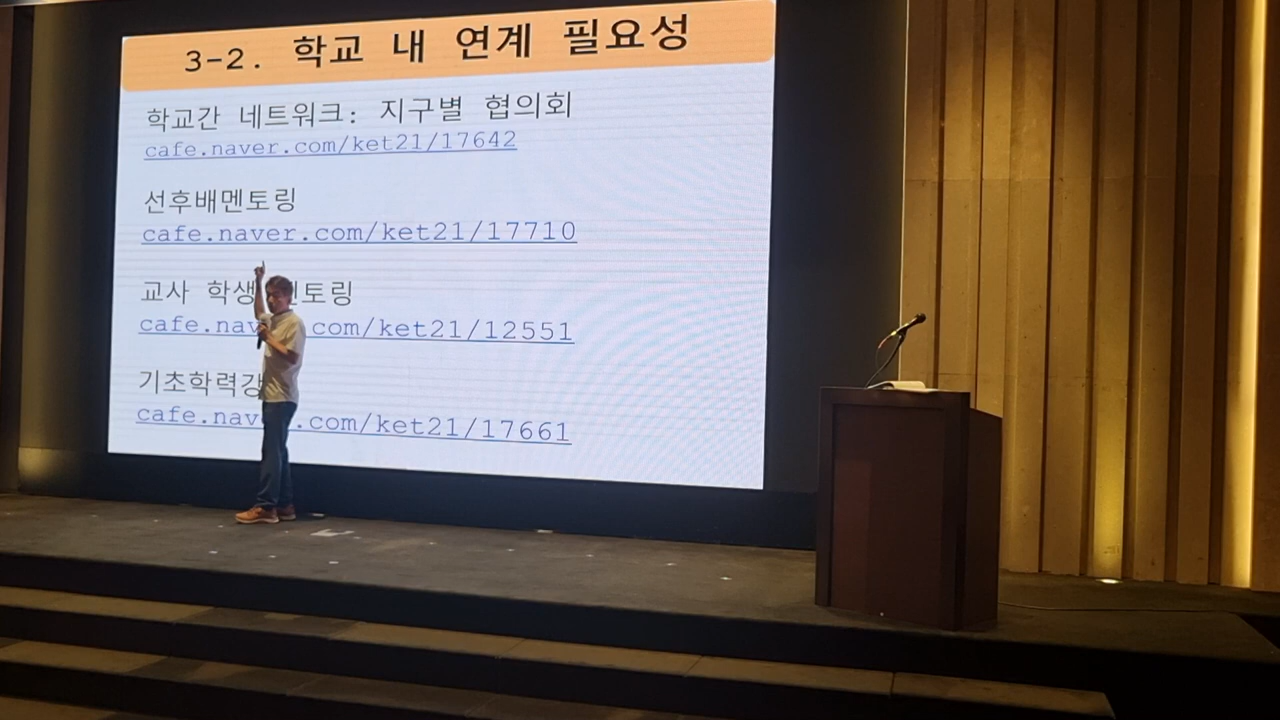 3-2. 학교 내 연계 필요성
학교간 네트워크: 지구별 협의회
cafe.naver.com/ket21/17642
선후배멘토링
cafe.naver.com/ket21/17710
교사 학생 토링
cafe.nav com/ket21/12551
기초학력강
cafe.nav .com/ket21/17661